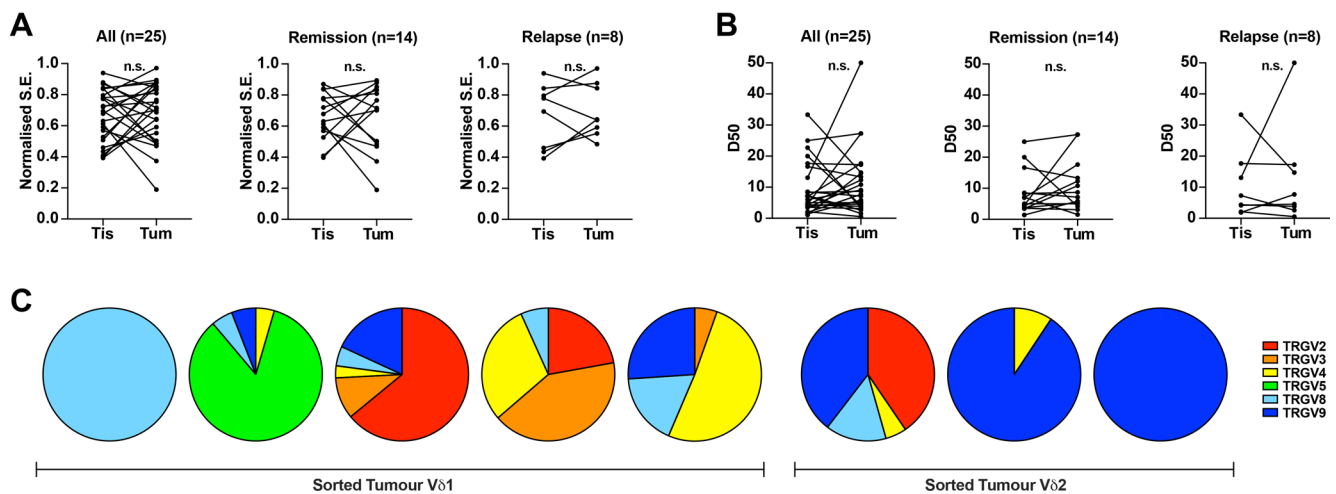 A
All (n=25)
n.s.
Normalised S.E.
1.0
0.8
0.6
0.4
0.2
0.0
Tis Tum
Remission (n=14)
n.s.
Normalised S.E.
1.0
0.8
0.6
0.4
0.2
0.0
Tis Tum
Relapse (n=8)
n.s.
Normalised S.E.
1.0
0.8
0.6
0.4
0.2
0.0
Tis Tum
B
All (n=25)
n.s.
D50
50
40
30
20
10
0
Tis Tum
Remission (n=14)
n.s.
D50
50
40
30
20
10
0
Tis Tum
Relapse (n=8)
n.s.
D50
50
40
30
20
10
0
Tis Tum
C
TRGV2
TRGV3
TRGV4
TRGV5
TRGV8
TRGV9
Sorted Tumour Vδ1
Sorted Tumour Vδ2